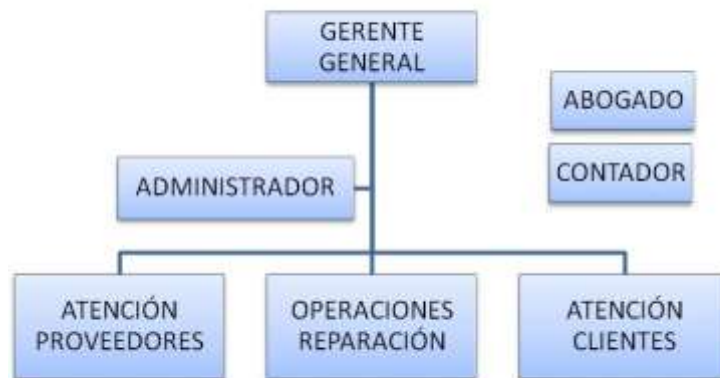 GERENTE
GENERAL
ABOGADO
CONTADOR
ADMINISTRADOR
ATENCIÓN
PROVEEDORES
OPERACIONES
REPARACIÓN
ATENCIÓN
CLIENTES